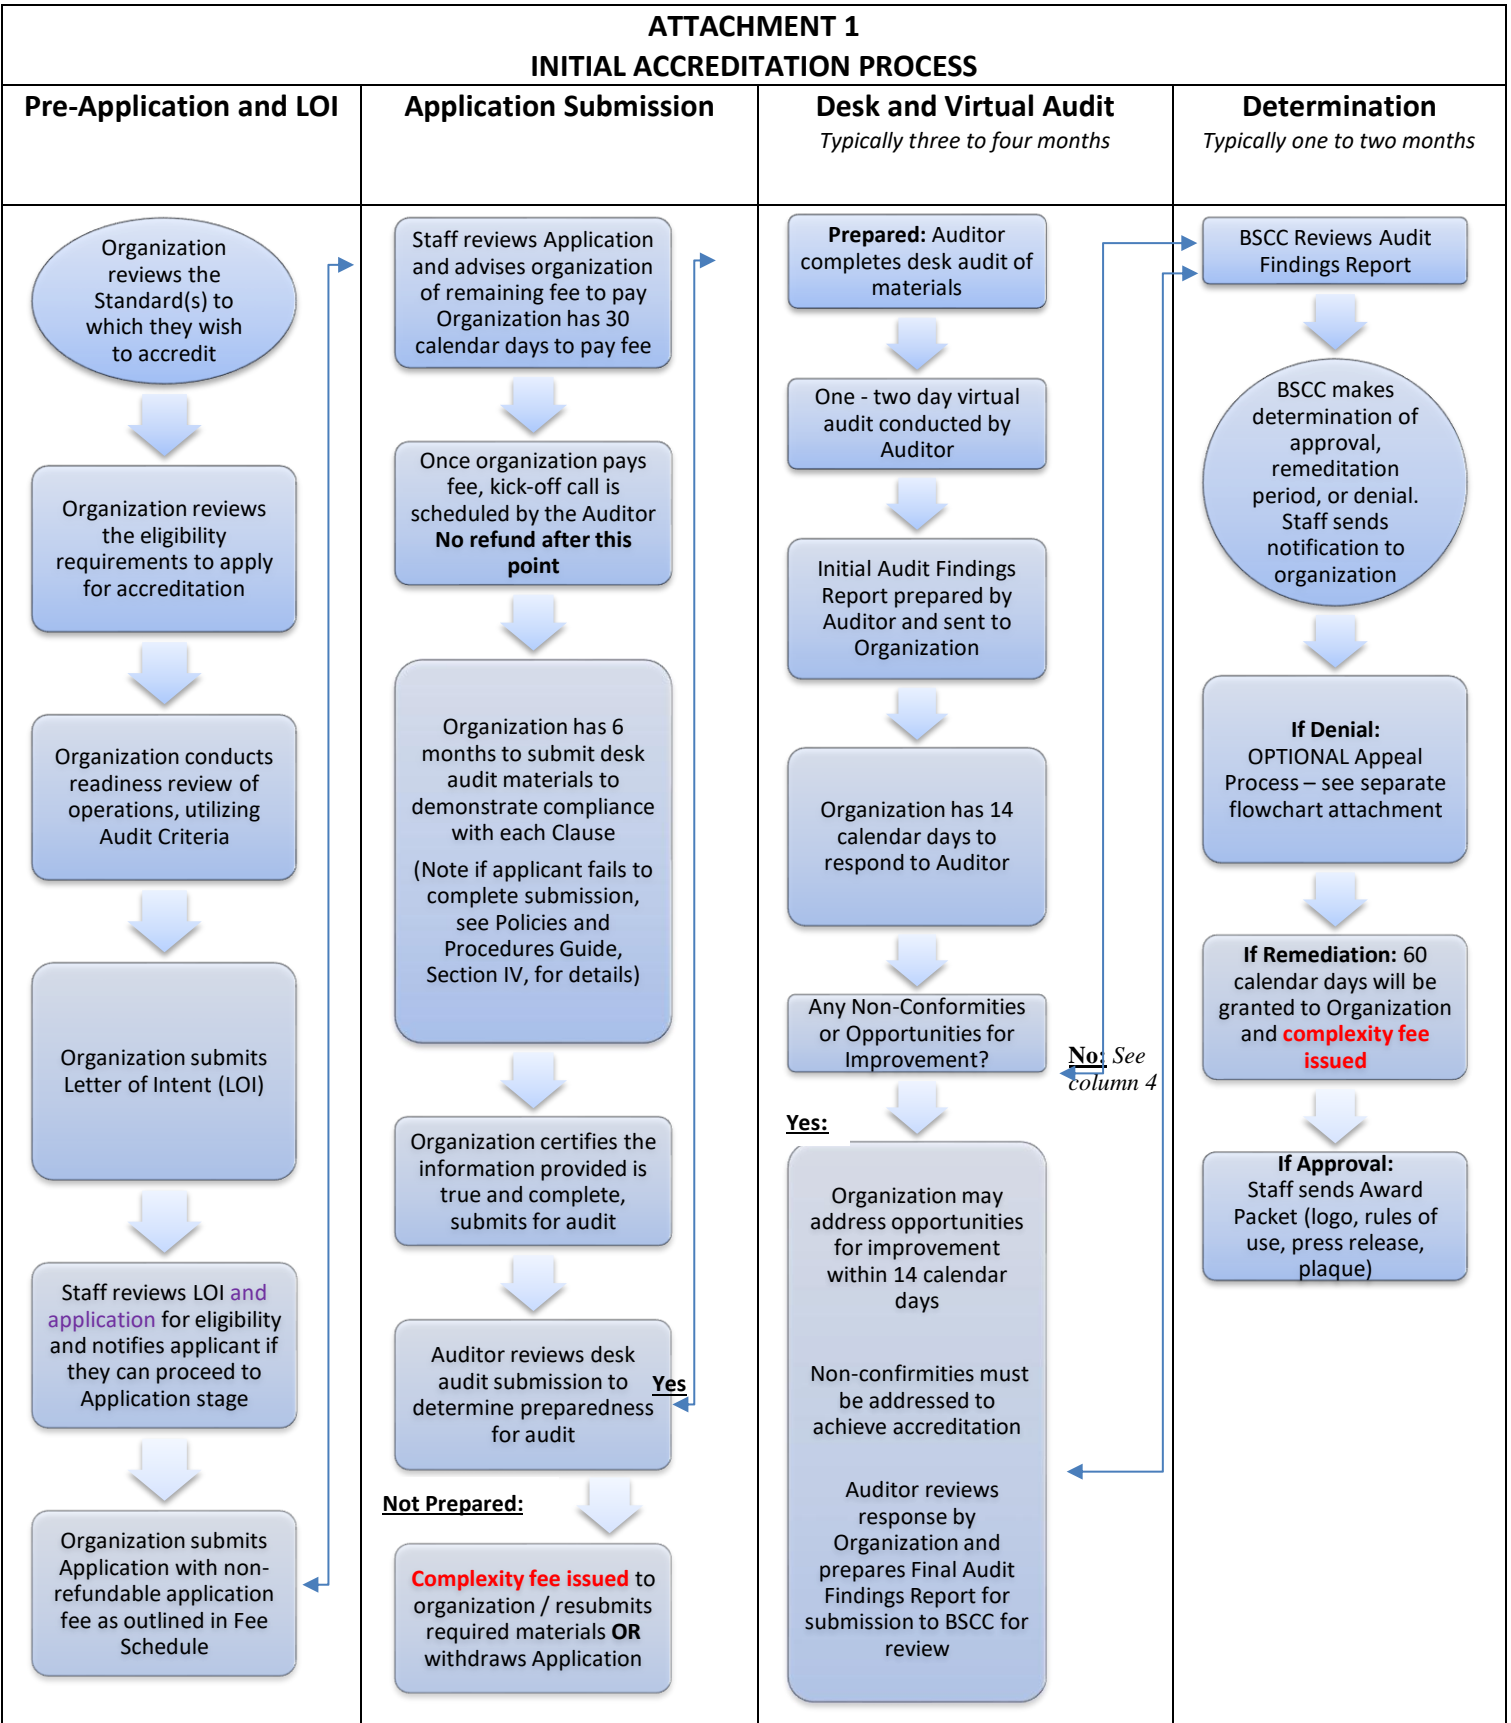 ATTACHMENT 1
INITIAL ACCREDITATION PROCESS
Pre-Application and LOI
Organization
reviews the
Standard(s) to
which they wish
to accredit
Organization reviews
the eligibility
requirements to apply
for accreditation
Organization conducts
readiness review of
operations, utilizing
Audit Criteria
Organization submits
Letter of Intent (LOI)
Staff reviews LOI and
application for eligibility
and notifies applicant if
they can proceed to
Application stage
Organization submits
Application with non-
refundable application
fee as outlined in Fee
Schedule
Application Submission
Staff reviews Application
and advises organization
of remaining fee to pay
Organization has 30
calendar days to pay fee
Once organization pays
fee, kick-off call is
scheduled by the Auditor
No refund after this
point
Organization has 6
months to submit desk
audit materials to
demonstrate compliance
with each Clause
(Note if applicant fails to
complete submission,
see Policies and
Procedures Guide,
Section IV, for details)
Organization certifies the
information provided is
true and complete,
submits for audit
Auditor reviews desk
audit submission to
determine preparedness
for audit
Yes
Not Prepared:
Complexity fee issued to
organization / resubmits
required materials OR
withdraws Application
Desk and Virtual Audit
Typically three to four months
Prepared: Auditor
completes desk audit of
materials
One - two day virtual
audit conducted by
Auditor
Initial Audit Findings
Report prepared by
Auditor and sent to
Organization
Organization has 14
calendar days to
respond to Auditor
Any Non-Conformities
or Opportunities for
Improvement?
No: See
column 4
Yes:
Organization may
address opportunities
for improvement
within 14 calendar
days
Non-confirmities must
be addressed to
achieve accreditation
Auditor reviews
response by
Organization and
prepares Final Audit
Findings Report for
submission to BSCC for
review
Determination
Typically one to two months
BSCC Reviews Audit
Findings Report
BSCC makes
determination of
approval,
remeditation
period, or denial.
Staff sends
notification to
organization
If Denial:
OPTIONAL Appeal
Process – see separate
flowchart attachment
If Remediation: 60
calendar days will be
granted to Organization
and complexity fee
issued
If Approval:
Staff sends Award
Packet (logo, rules of
use, press release,
plaque)